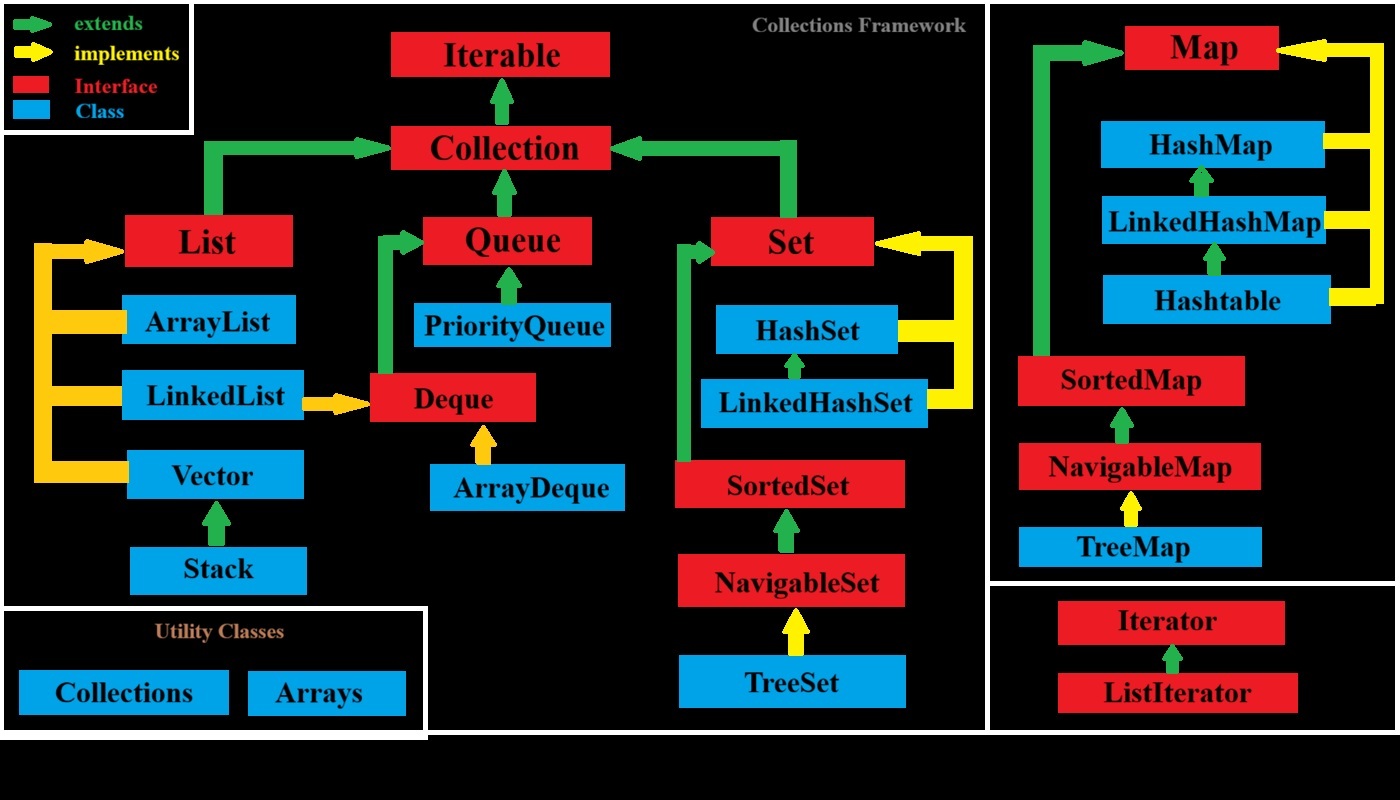 extends
implements
Interface
Class
Collections Framework
Iterable
Collection
List
Queue
Set
ArrayList
PriorityQueue
HashSet
LinkedList
Deque
LinkedHashSet
Vector
ArrayDeque
SortedSet
Stack
NavigableSet
TreeSet
Utility Classes
Collections
Arrays
Map
HashMap
LinkedHashMap
Hashtable
SortedMap
NavigableMap
TreeMap
Iterator
ListIterator